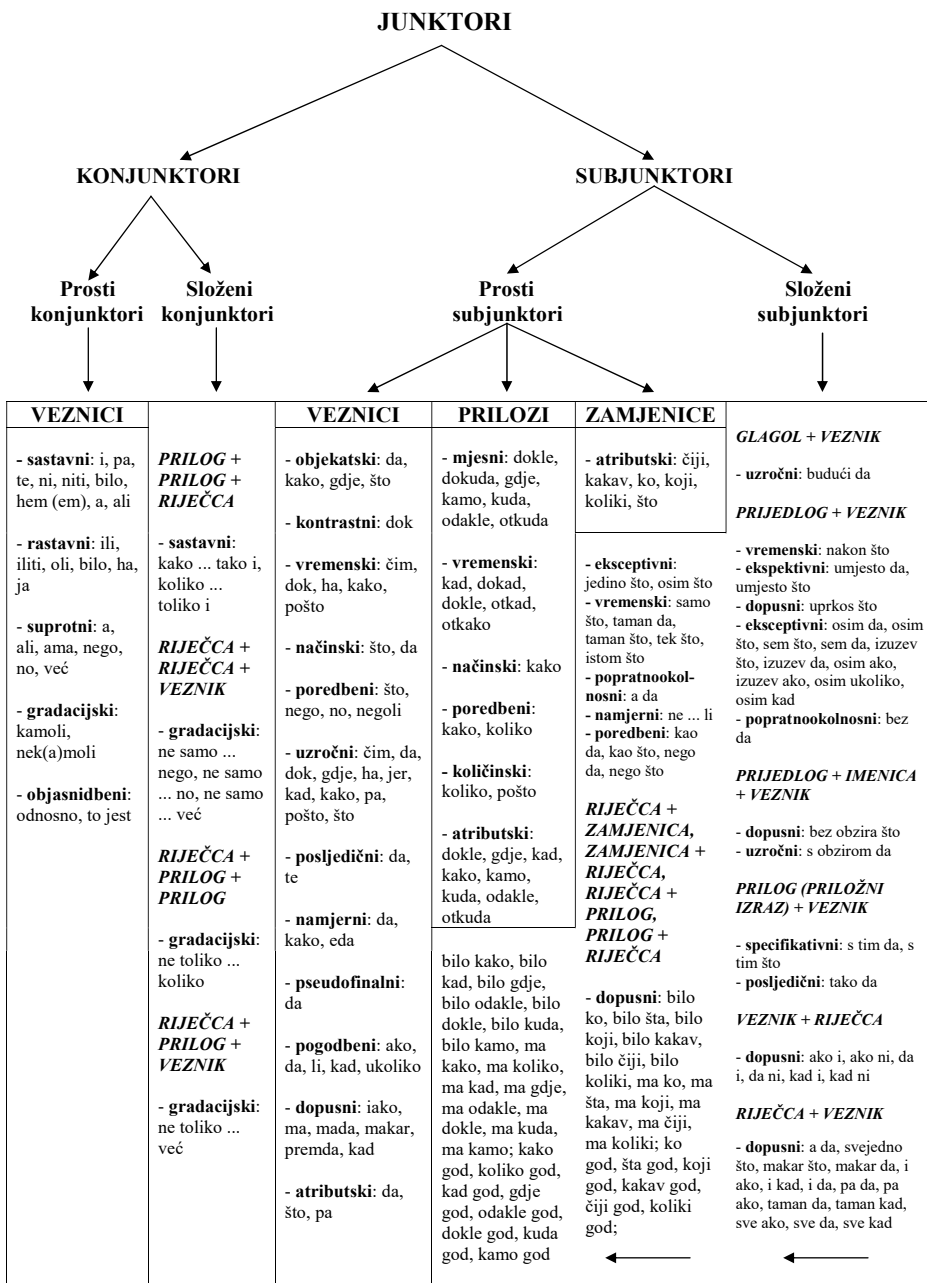 JUNKTORI
KONJUNKTORI
SUBJUNKTORI
Prosti
konjunktori
Složeni
konjunktori
Prosti
subjunktori
Složeni
subjunktori
VEZNICI
- sastavni: i, pa,
te, ni, niti, bilo,
hem (em), a, ali
- rastavni: ili,
iliti, oli, bilo, ha,
ja
- suprotni: a,
ali, ama, nego,
no, već
- gradacijski:
kamoli,
nek(a)moli
- objasnidbeni:
odnosno, to jest
PRILOG +
PRILOG +
RIJEČCA
- sastavni:
kako ... tako i,
koliko ...
toliko i
RIJEČCA +
RIJEČCA +
VEZNIK
- gradacijski:
ne samo ...
nego, ne samo
... no, ne samo
... već
RIJEČCA +
PRILOG +
PRILOG
- gradacijski:
ne toliko ...
koliko
RIJEČCA +
PRILOG +
VEZNIK
- gradacijski:
ne toliko ...
već
VEZNICI
- objekatski: da,
kako, gdje, što
- kontrastni: dok
- vremenski: čim,
dok, ha, kako,
pošto
- načinski: što, da
- poredbeni: što,
nego, no, negoli
- uzročni: čim, da,
dok, gdje, ha, jer,
kad, kako, pa,
pošto, što
- posljedični: da,
te
- namjerni: da,
kako, eda
- pseudofinalni:
da
- pogodbeni: ako,
da, li, kad, ukoliko
- dopusni: iako,
ma, mada, makar,
premda, kad
- atributski: da,
što, pa
PRILOZI
- mjesni: dokle,
dokuda, gdje,
kamo, kuda,
odakle, otkuda
- vremenski:
kad, dokad,
dokle, otkad,
otkako
- načinski: kako
- poredbeni:
kako, koliko
- količinski:
koliko, pošto
- atributski:
dokle, gdje, kad,
kako, kamo,
kuda, odakle,
otkuda
bilo kako, bilo
kad, bilo gdje,
bilo odakle, bilo
dokle, bilo kuda,
bilo kamo, ma
kako, ma koliko,
ma kad, ma gdje,
ma odakle, ma
dokle, ma kuda,
ma kamo; kako
god, koliko god,
kad god, gdje
god, odakle god,
dokle god, kuda
god, kamo god
ZAMJENICE
- atributski: čiji,
kakav, ko, koji,
koliki, što
- eksceptivni:
jedino što, osim što
- vremenski: samo
što, taman da,
taman što, tek što,
istom što
- popratnookol-
nosni: a da
- namjerni: ne ... li
- poredbeni: kao
da, kao što, nego
da, nego što
RIJEČCA +
ZAMJENICA,
ZAMJENICA +
RIJEČCA,
RIJEČCA +
PRILOG,
PRILOG +
RIJEČCA
- dopusni: bilo
ko, bilo šta, bilo
koji, bilo kakav,
bilo čiji, bilo
koliki, ma ko, ma
šta, ma koji, ma
kakav, ma čiji,
ma koliki; ko
god, šta god, koji
god, kakav god,
čiji god, koliki
god;
GLAGOL + VEZNIK
- uzročni: budući da
PRIJEDLOG + VEZNIK
- vremenski: nakon što
- ekspektivni: umjesto da,
umjesto što
- dopusni: uprkos što
- eksceptivni: osim da, osim
što, sem što, sem da, izuzev
što, izuzev da, osim ako,
izuzev ako, osim ukoliko,
osim kad
- popratnookolnosni: bez
da
PRIJEDLOG + IMENICA
+ VEZNIK
- dopusni: bez obzira što
- uzročni: s obzirom da
PRILOG (PRILOŽNI
IZRAZ) + VEZNIK
- specifikativni: s tim da, s
tim što
- posljedični: tako da
VEZNIK + RIJEČCA
- dopusni: ako i, ako ni, da
i, da ni, kad i, kad ni
RIJEČCA + VEZNIK
- dopusni: a da, svejedno
što, makar što, makar da, i
ako, i kad, i da, pa da, pa
ako, taman da, taman kad,
sve ako, sve da, sve kad